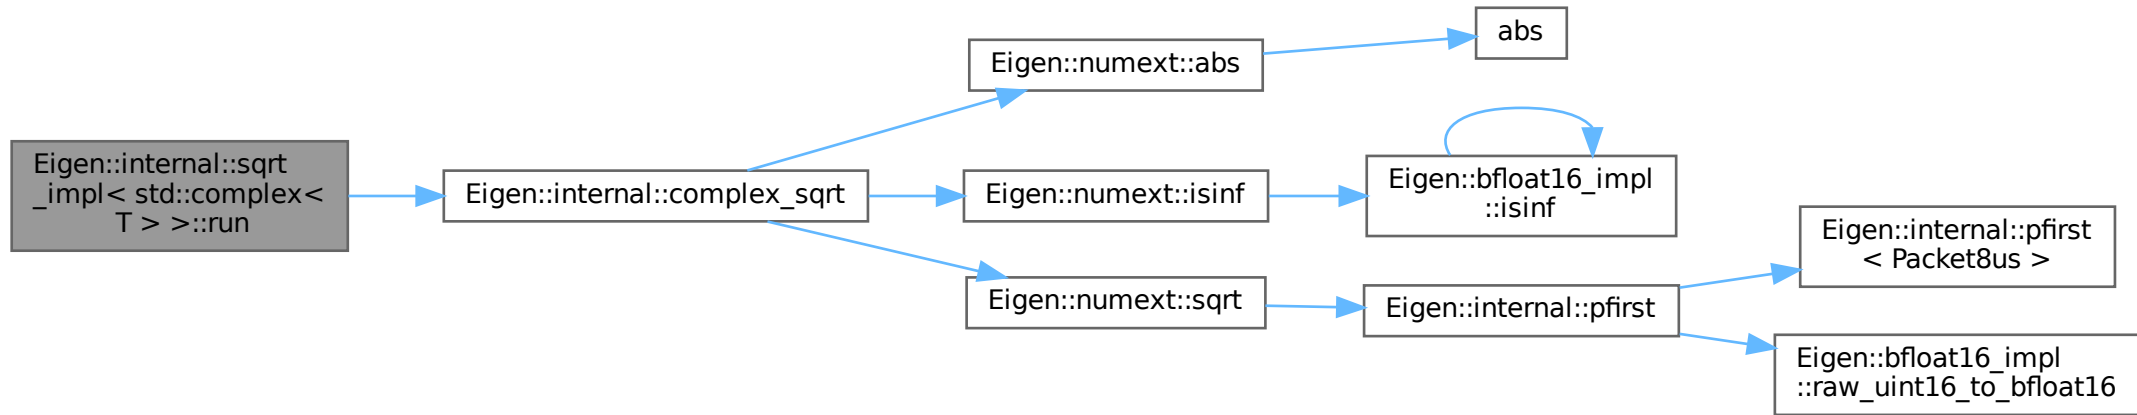 Eigen::internal::sqrt
_impl< std::complex<
T > >::run
Eigen::internal::complex_sqrt
Eigen::numext::abs
abs
Eigen::numext::isinf
Eigen::bfloat16_impl
::isinf
Eigen::numext::sqrt
Eigen::internal::pfirst
Eigen::internal::pfirst
< Packet8us >
Eigen::bfloat16_impl
::raw_uint16_to_bfloat16